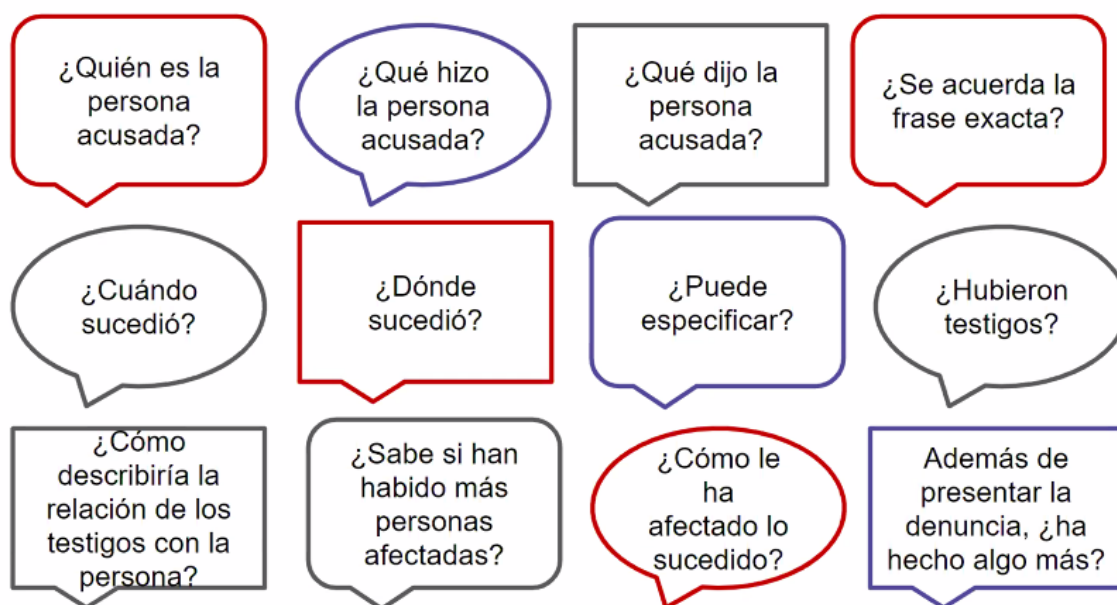 ¿Quién es la
persona
acusada?
¿Qué hizo
la persona
acusada?
¿Qué dijo la
persona
acusada?
¿Se acuerda la
frase exacta?
¿Cuándo
sucedió?
¿Dónde
sucedió?
¿Puede
especificar?
¿Hubieron
testigos?
¿Cómo
describiría la
relación de los
testigos con la
persona?
¿Sabe si han
habido más
personas
afectadas?
¿Cómo le
ha
afectado lo
sucedido?
Además de
presentar la
denuncia, ¿ha
hecho algo más?